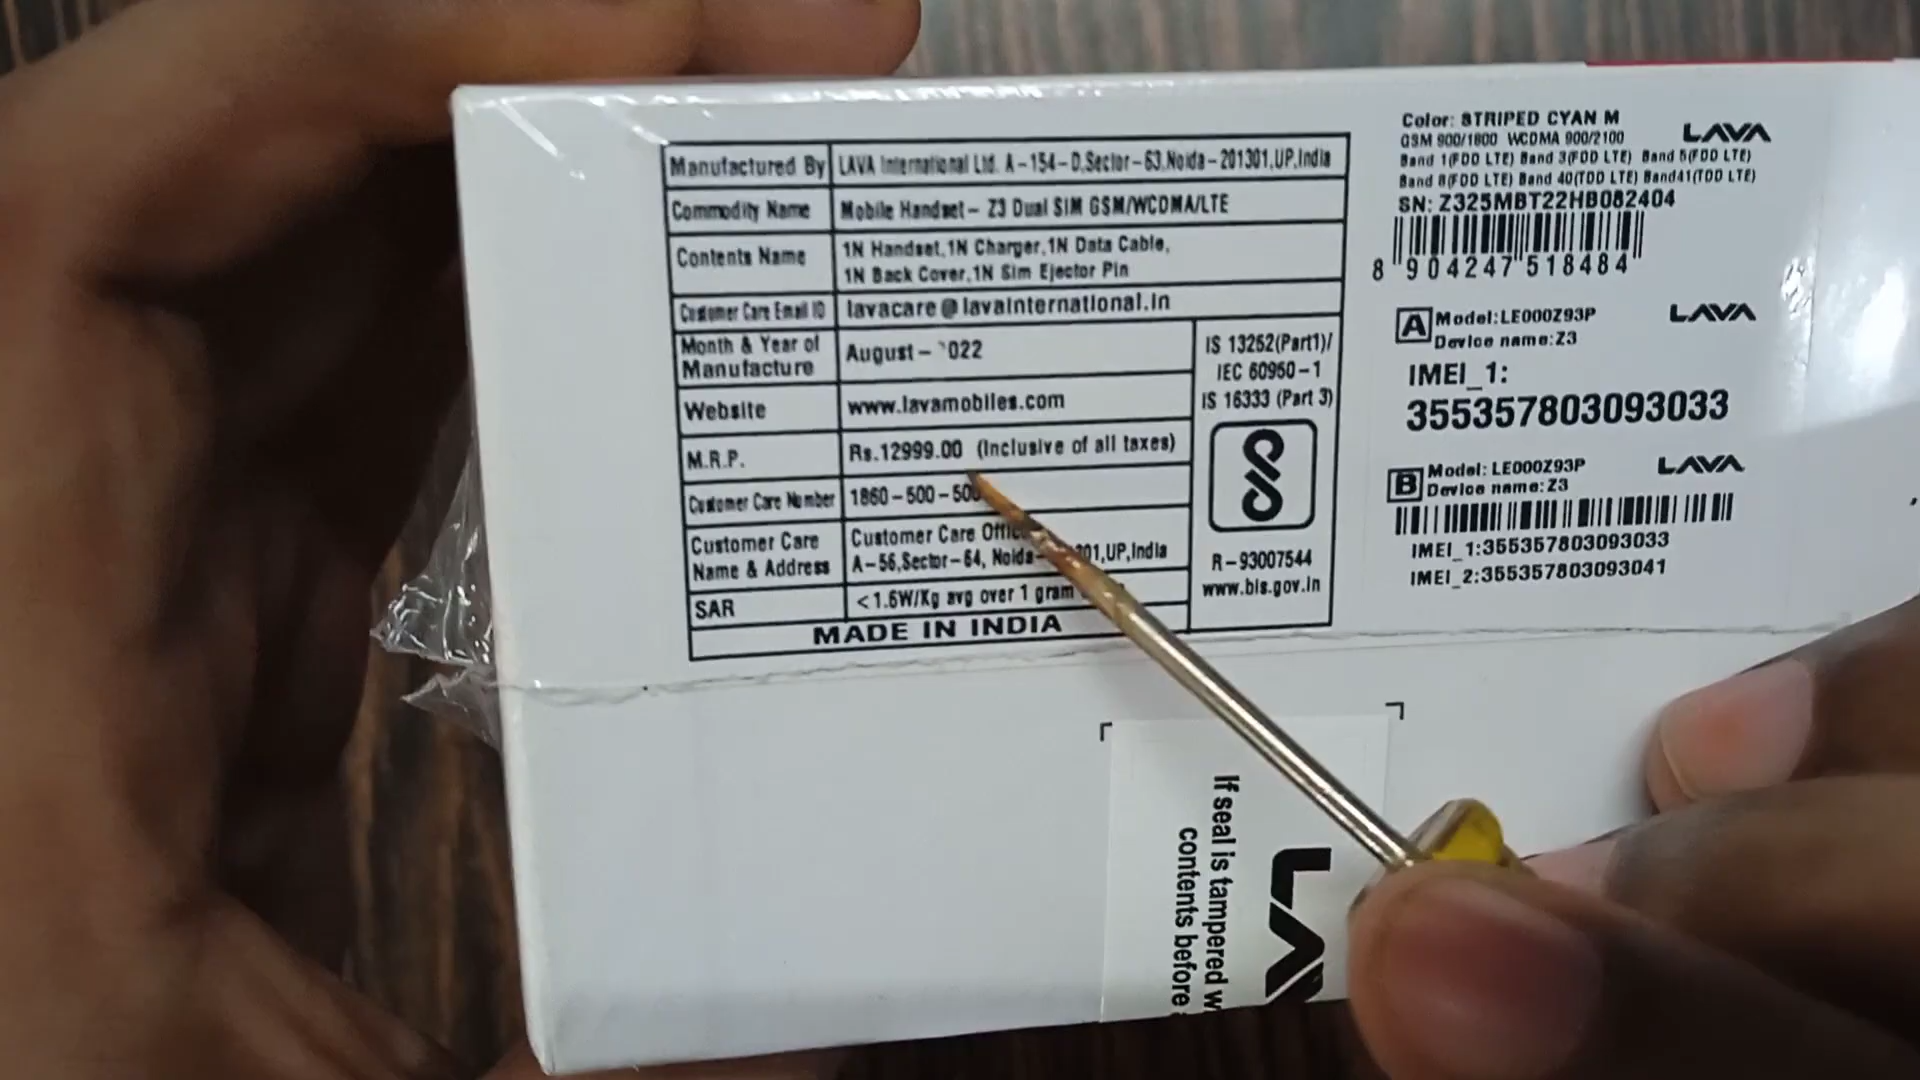 Manufactured By LAVA International Ltd. A-154-D,Sector-63,Noida-201301,UP,India
Commodity Name Mobile Handset- Z3 Dual SIM GSM/WCDMA/LTE
Contents Name 1N Handset,1N Charger,1N Data Cable,
1N Back Cover,1N Sim Ejector Pin
Customer Care Email ID lavacare@lavainternational.in
Month & Year of
Manufacture
August- 022
Website www.lavamobiles.com
M.R.P. Rs.12999.00 (Inclusive of all taxes)
Customer Care Number 1860-500-500
Customer Care
Name & Address
Customer Care
A-56,Sector-64, Noida- 301,UP,India
SAR <1.6W/Kg avg over 1 gram
MADE IN INDIA
IS 13252(Part1)/
IEC 60950-1
IS 16333 (Part 3)
R-93007544
www.bis.gov.in
Color: STRIPED CYAN M
LAVA
GSM 900/1800 WCDMA 900/2100
Band 1(FDD LTE) Band 3(FDD LTE) Band 5(FDD LTE)
Band 8(FDD LTE) Band 40(TDD LTE) Band41(TDD LTE)
SN: Z325MBT22HB082404
8 904247 518484
A Model:LE000Z93P LAVA
Device name:Z3
IMEI_1:
355357803093033
B Model: LE000Z93P LAVA
Device name:Z3
IMEI_1:355357803093033
IMEI_2:355357803093041
If seal is tampered
contents before